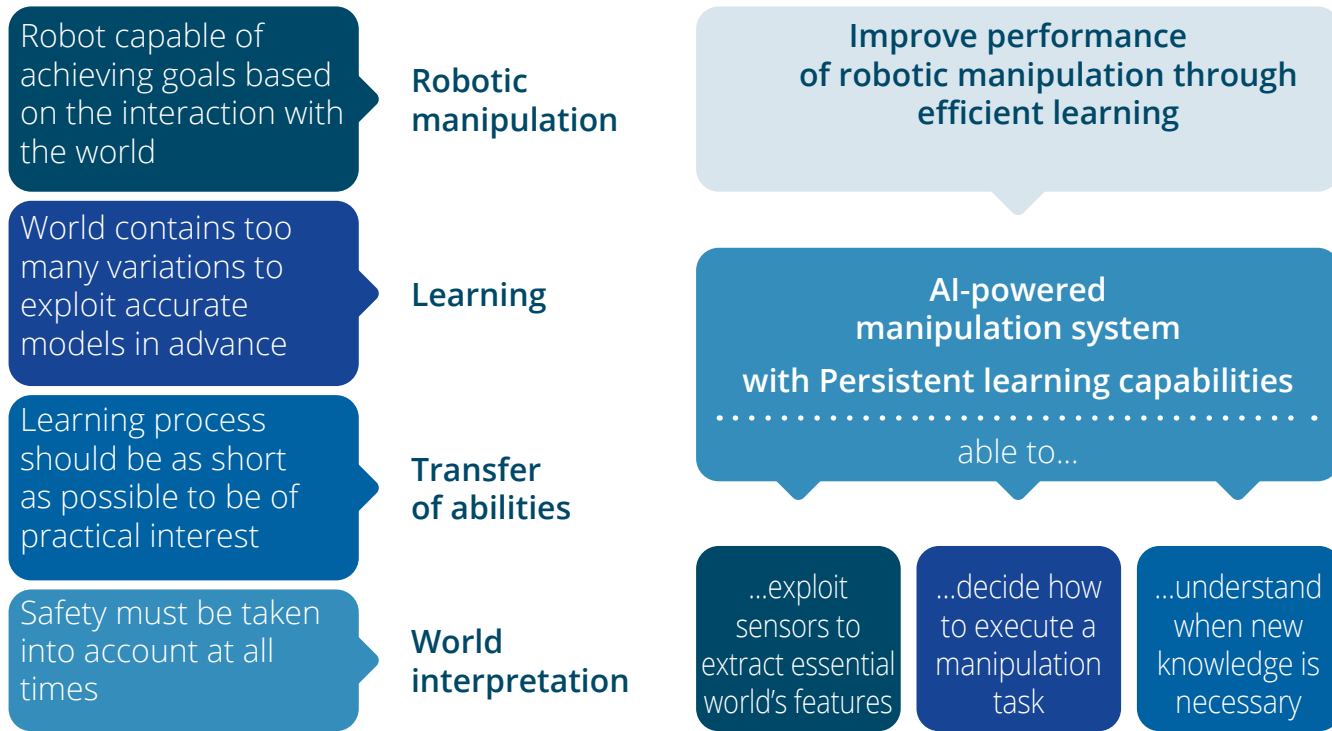 Robot capable of
achieving goals based
on the interaction with
the world
Robotic
manipulation
World contains too
many variations to
exploit accurate
models in advance
Learning
Learning process
should be as short
as possible to be of
practical interest
Transfer
of abilities
Safety must be taken
into account at all
times
World
interpretation
Improve performance
of robotic manipulation through
efficient learning
AI-powered
manipulation system
with Persistent learning capabilities
able to...
...exploit
sensors to
extract essential
world’s features
...decide how
to execute a
manipulation
task
...understand
when new
knowledge is
necessary